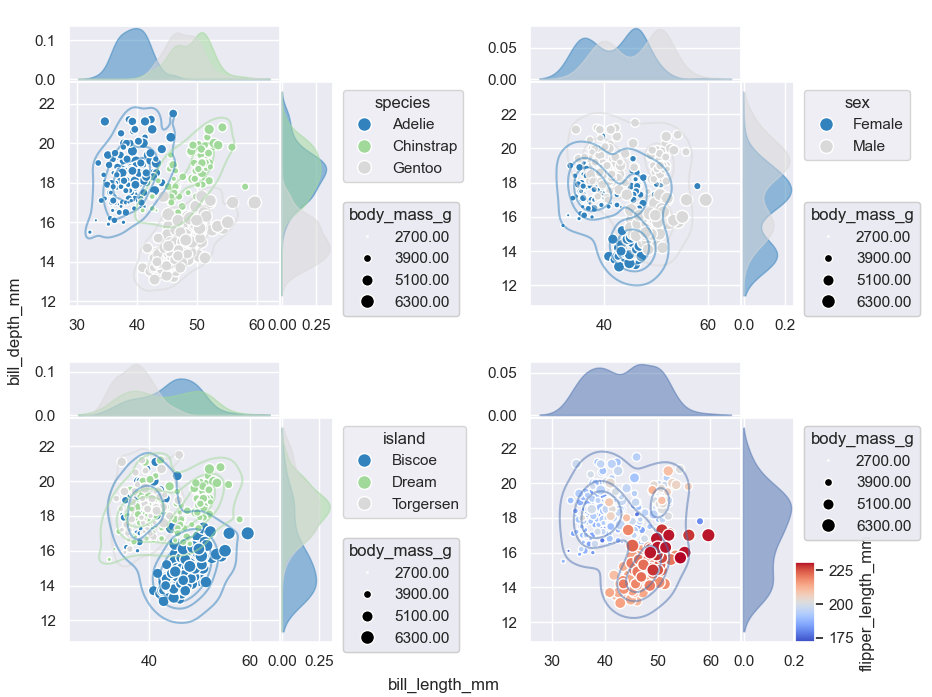 0.1
0.0
22
20
18
16
14
12
30 40 50 60 0.00 0.25
species
Adelie
Chinstrap
Gentoo
body_mass_g
2700.00
3900.00
5100.00
6300.00
0.05
0.00
22
20
18
16
14
12
40 60 0.0 0.2
sex
Female
Male
body_mass_g
2700.00
3900.00
5100.00
6300.00
bill_depth_mm
0.1
0.0
22
20
18
16
14
12
40 0.00 0.25
island
Biscoe
Dream
Torgersen
body_mass_g
2700.00
3900.00
5100.00
6300.00
0.05
0.00
22
20
18
16
14
12
30 40 50 60 0.0 0.2
body_mass_g
2700.00
3900.00
5100.00
6300.00
225
200
175
flipper_length_mm
bill_length_mm